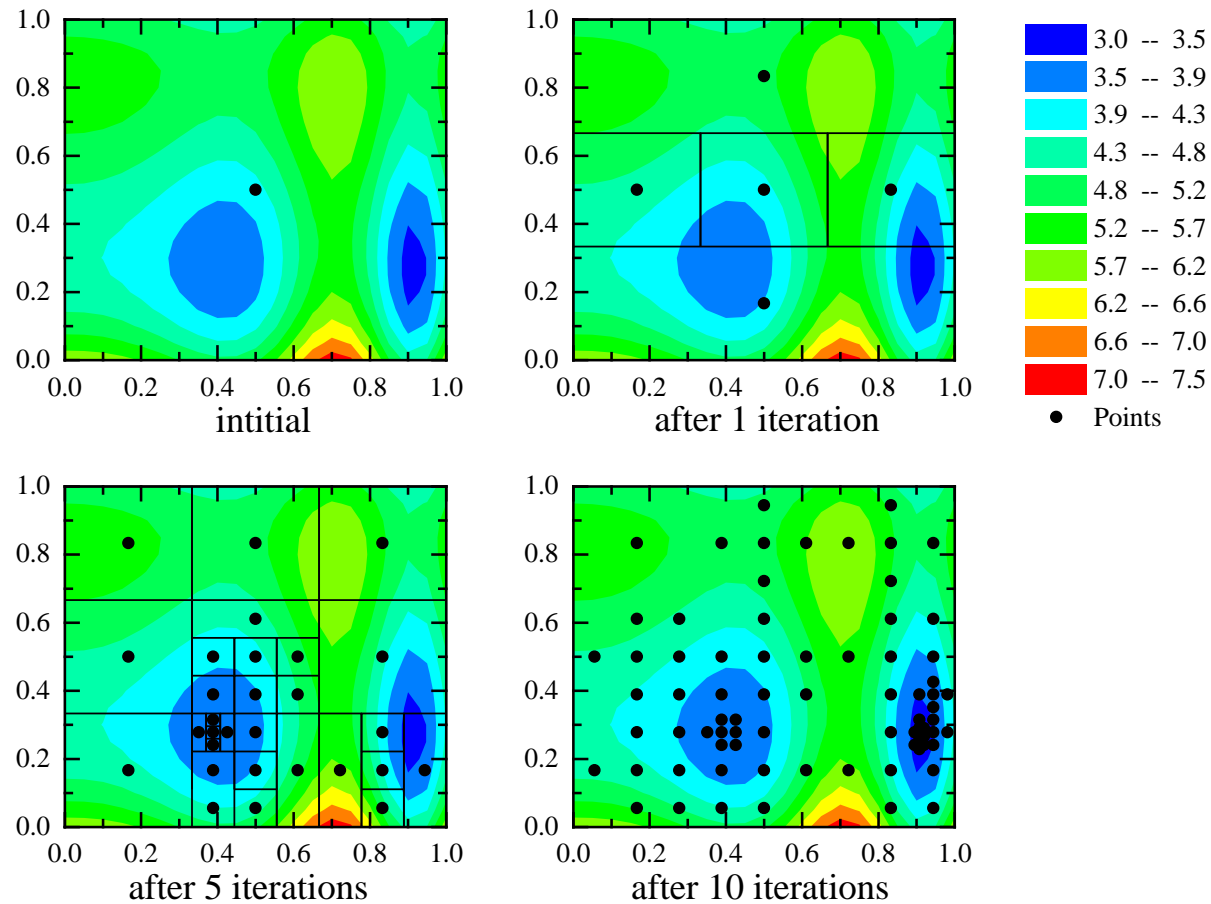 1.0
0.8
0.6
0.4
0.2
0.0
0.0 0.2 0.4 0.6 0.8 1.0
intitial
1.0
0.8
0.6
0.4
0.2
0.0
0.0 0.2 0.4 0.6 0.8 1.0
after 1 iteration
3.0 -- 3.5
3.5 -- 3.9
3.9 -- 4.3
4.3 -- 4.8
4.8 -- 5.2
5.2 -- 5.7
5.7 -- 6.2
6.2 -- 6.6
6.6 -- 7.0
7.0 -- 7.5
Points
1.0
0.8
0.6
0.4
0.2
0.0
0.0 0.2 0.4 0.6 0.8 1.0
after 5 iterations
1.0
0.8
0.6
0.4
0.2
0.0
0.0 0.2 0.4 0.6 0.8 1.0
after 10 iterations